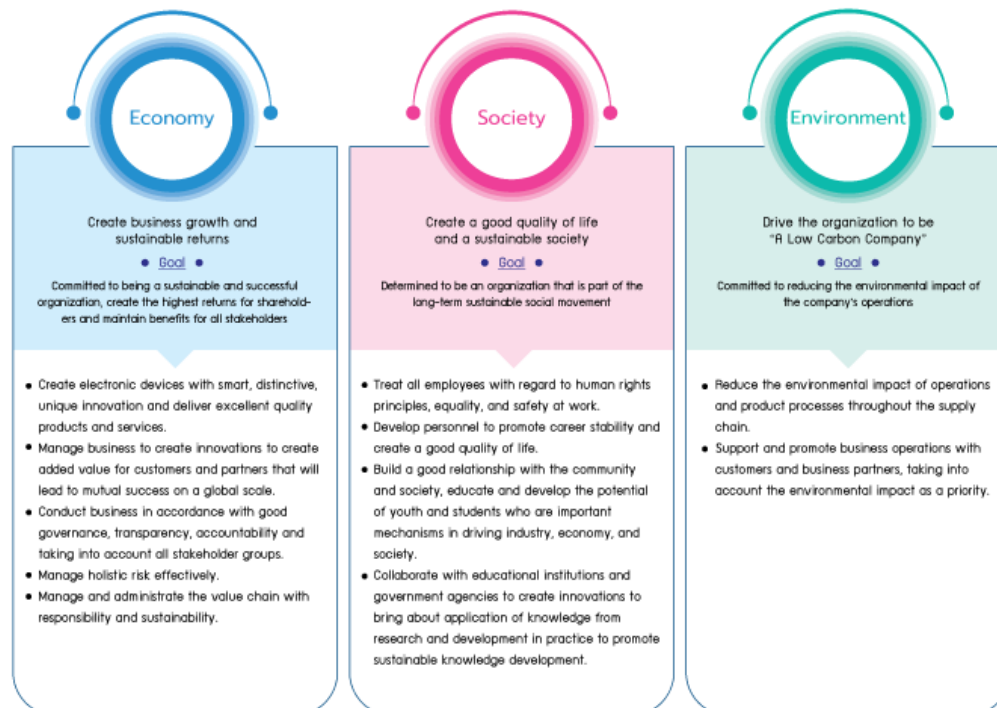 Economy
Create business growth and
sustainable returns
• Goal •
Committed to being a sustainable and successful
organization, create the highest returns for sharehold-
ers and maintain benefits for all stakeholders
• Create electronic devices with smart, distinctive,
unique innovation and deliver excellent quality
products and services.
• Manage business to create innovations to create
added value for customers and partners that will
lead to mutual success on a global scale.
• Conduct business in accordance with good
governance, transparency, accountability and
taking into account all stakeholder groups.
• Manage holistic risk effectively.
• Manage and administrate the value chain with
responsibility and sustainability.
Society
Create a good quality of life
and a sustainable society
• Goal •
Determined to be an organization that is part of the
long-term sustainable social movement
• Treat all employees with regard to human rights
principles, equality, and safety at work.
• Develop personnel to promote career stability and
create a good quality of life.
• Build a good relationship with the community
and society, educate and develop the potential
of youth and students who are important
mechanisms in driving industry, economy, and
society.
• Collaborate with educational institutions and
government agencies to create innovations to
bring about application of knowledge from
research and development in practice to promote
sustainable knowledge development.
Environment
Drive the organization to be
"A Low Carbon Company"
• Goal •
Committed to reducing the environmental impact of
the company's operations
• Reduce the environmental impact of operations
and product processes throughout the supply
chain.
• Support and promote business operations with
customers and business partners, taking into
account the environmental impact as a priority.